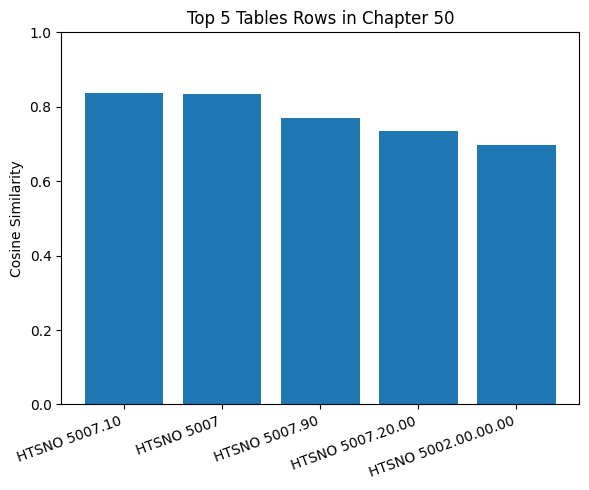 Top 5 Tables Rows in Chapter 50
Cosine Similarity
1.0
0.8
0.6
0.4
0.2
0.0
HTSNO 5007.10
HTSNO 5007
HTSNO 5007.90
HTSNO 5007.20.00
HTSNO 5002.00.00.00